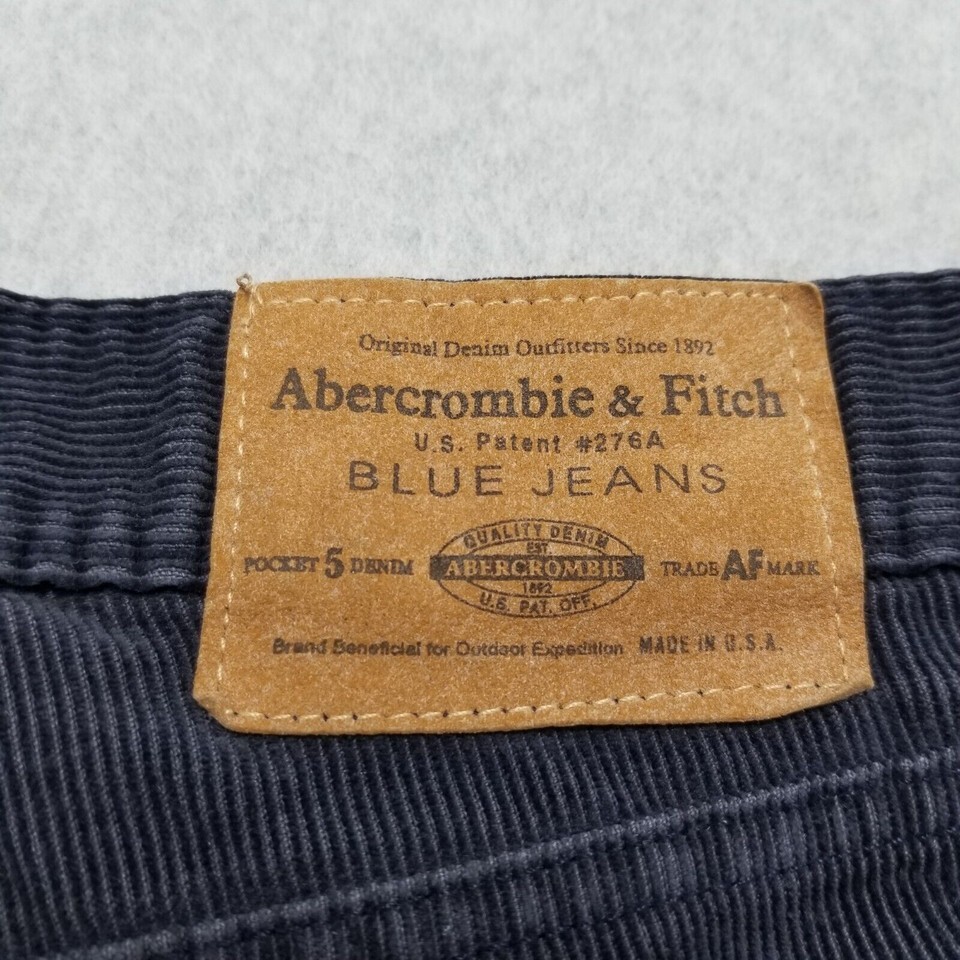 Original Denim Outfitters Since 1892
Abercrombie & Fitch
U.S. Patent #276A
BLUE JEANS
POCKET 5 DENIM
QUALITY DENIM
EST.
ABERCROMBIE
1892
U.S. PAT. OFF.
TRADE AF MARK
Brand Beneficial for Outdoor Expedition MADE IN U.S.A.